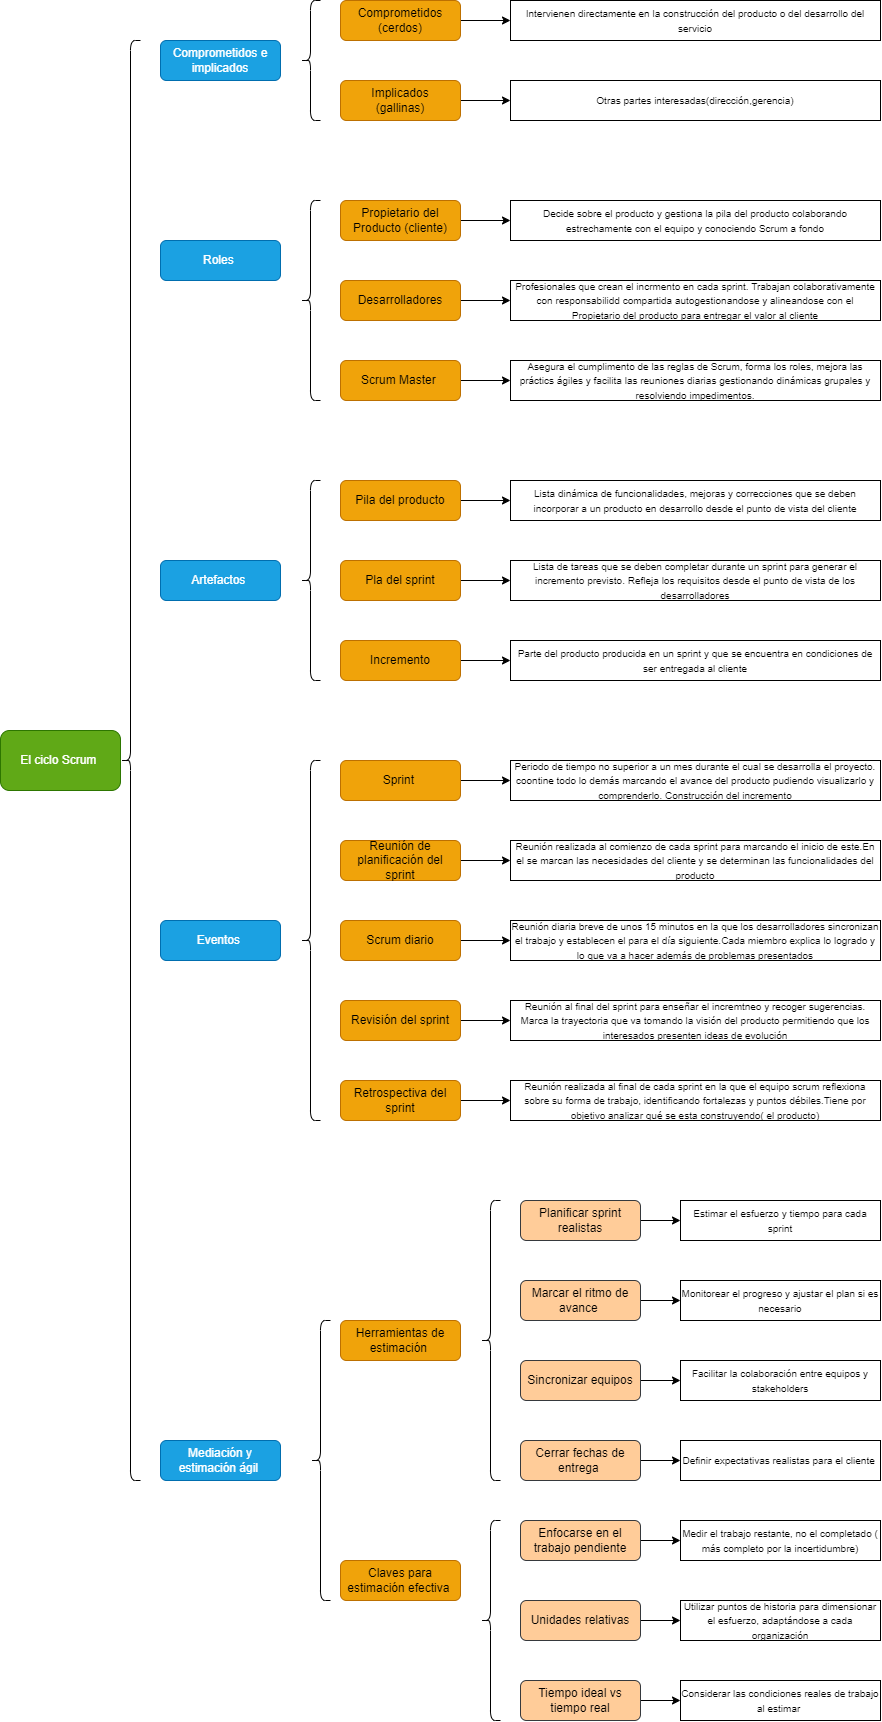 Comprometidos
(cerdos)
Intervienen directamente en la construcción del producto o del desarrollo del
servicio
Comprometidos e
implicados
Implicados
(gallinas)
Otras partes interesadas(dirección,gerencia)
Propietario del
Producto (cliente)
Decide sobre el producto y gestiona la pila del producto colaborando
estrechamente con el equipo y conociendo Scrum a fondo
Roles
Desarrolladores
Profesionales que crean el incrmento en cada sprint. Trabajan colaborativamente
con responsabilidd compartida autogestionandose y alineandose con el
Propietario del producto para entregar el valor al cliente
Scrum Master
Asegura el cumplimento de las reglas de Scrum, forma los roles, mejora las
práctics ágiles y facilita las reuniones diarias gestionando dinámicas grupales y
resolviendo impedimentos.
Pila del producto
Lista dinámica de funcionalidades, mejoras y correcciones que se deben
incorporar a un producto en desarrollo desde el punto de vista del cliente
Artefactos
Pla del sprint
Lista de tareas que se deben completar durante un sprint para generar el
incremento previsto. Refleja los requisitos desde el punto de vista de los
desarrolladores
Incremento
Parte del producto producida en un sprint y que se encuentra en condiciones de
ser entregada al cliente
El ciclo Scrum
Sprint
Periodo de tiempo no superior a un mes durante el cual se desarrolla el proyecto.
coontine todo lo demás marcando el avance del producto pudiendo visualizarlo y
comprenderlo. Construcción del incremento
Reunión de
planificación del
sprint
Reunión realizada al comienzo de cada sprint para marcando el inicio de este.En
el se marcan las necesidades del cliente y se determinan las funcionalidades del
producto
Eventos
Scrum diario
Reunión diaria breve de unos 15 minutos en la que los desarrolladores sincronizan
el trabajo y establecen el para el día siguiente.Cada miembro explica lo logrado y
lo que va a hacer además de problemas presentados
Revisión del sprint
Reunión al final del sprint para enseñar el incremtneo y recoger sugerencias.
Marca la trayectoria que va tomando la visión del producto permitiendo que los
interesados presenten ideas de evolución
Retrospectiva del
sprint
Reunión realizada al final de cada sprint en la que el equipo scrum reflexiona
sobre su forma de trabajo, identificando fortalezas y puntos débiles.Tiene por
objetivo analizar qué se esta construyendo( el producto)
Planificar sprint
realistas
Estimar el esfuerzo y tiempo para cada
sprint
Marcar el ritmo de
avance
Monitorear el progreso y ajustar el plan si es
necesario
Herramientas de
estimación
Sincronizar equipos
Facilitar la colaboración entre equipos y
stakeholders
Mediación y
estimación ágil
Cerrar fechas de
entrega
Definir expectativas realistas para el cliente
Enfocarse en el
trabajo pendiente
Medir el trabajo restante, no el completado (
más completo por la incertidumbre)
Claves para
estimación efectiva
Unidades relativas
Utilizar puntos de historia para dimensionar
el esfuerzo, adaptándose a cada
organización
Tiempo ideal vs
tiempo real
Considerar las condiciones reales de trabajo
al estimar